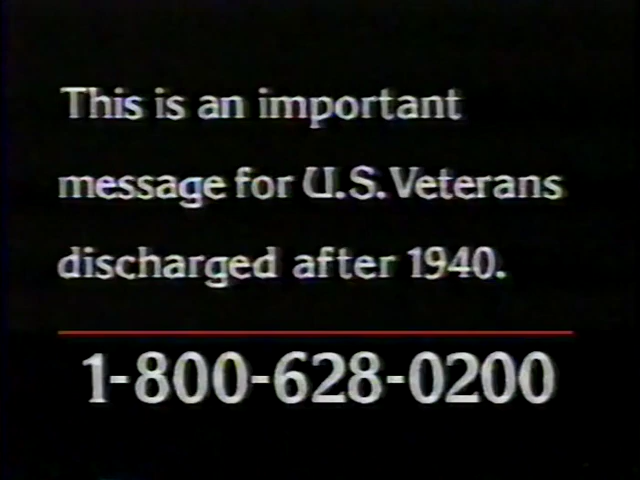 This is an important
message for U.S. Veterans
discharged after 1940.
1-800-628-0200